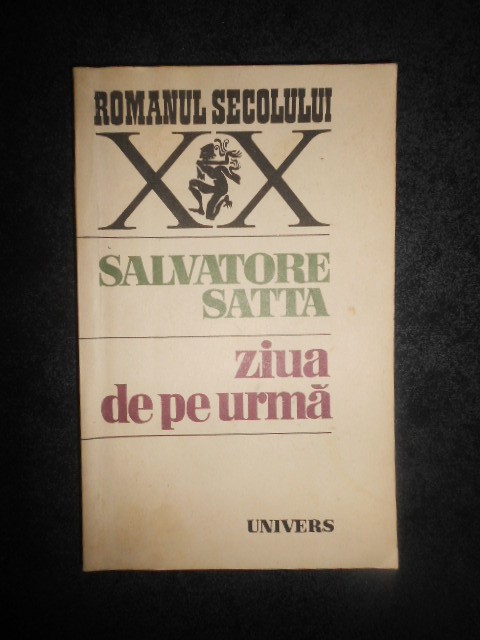 ROMANUL SECOLULUI
XX
SALVATORE
SATTA
ziua
de pe urmă
UNIVERS